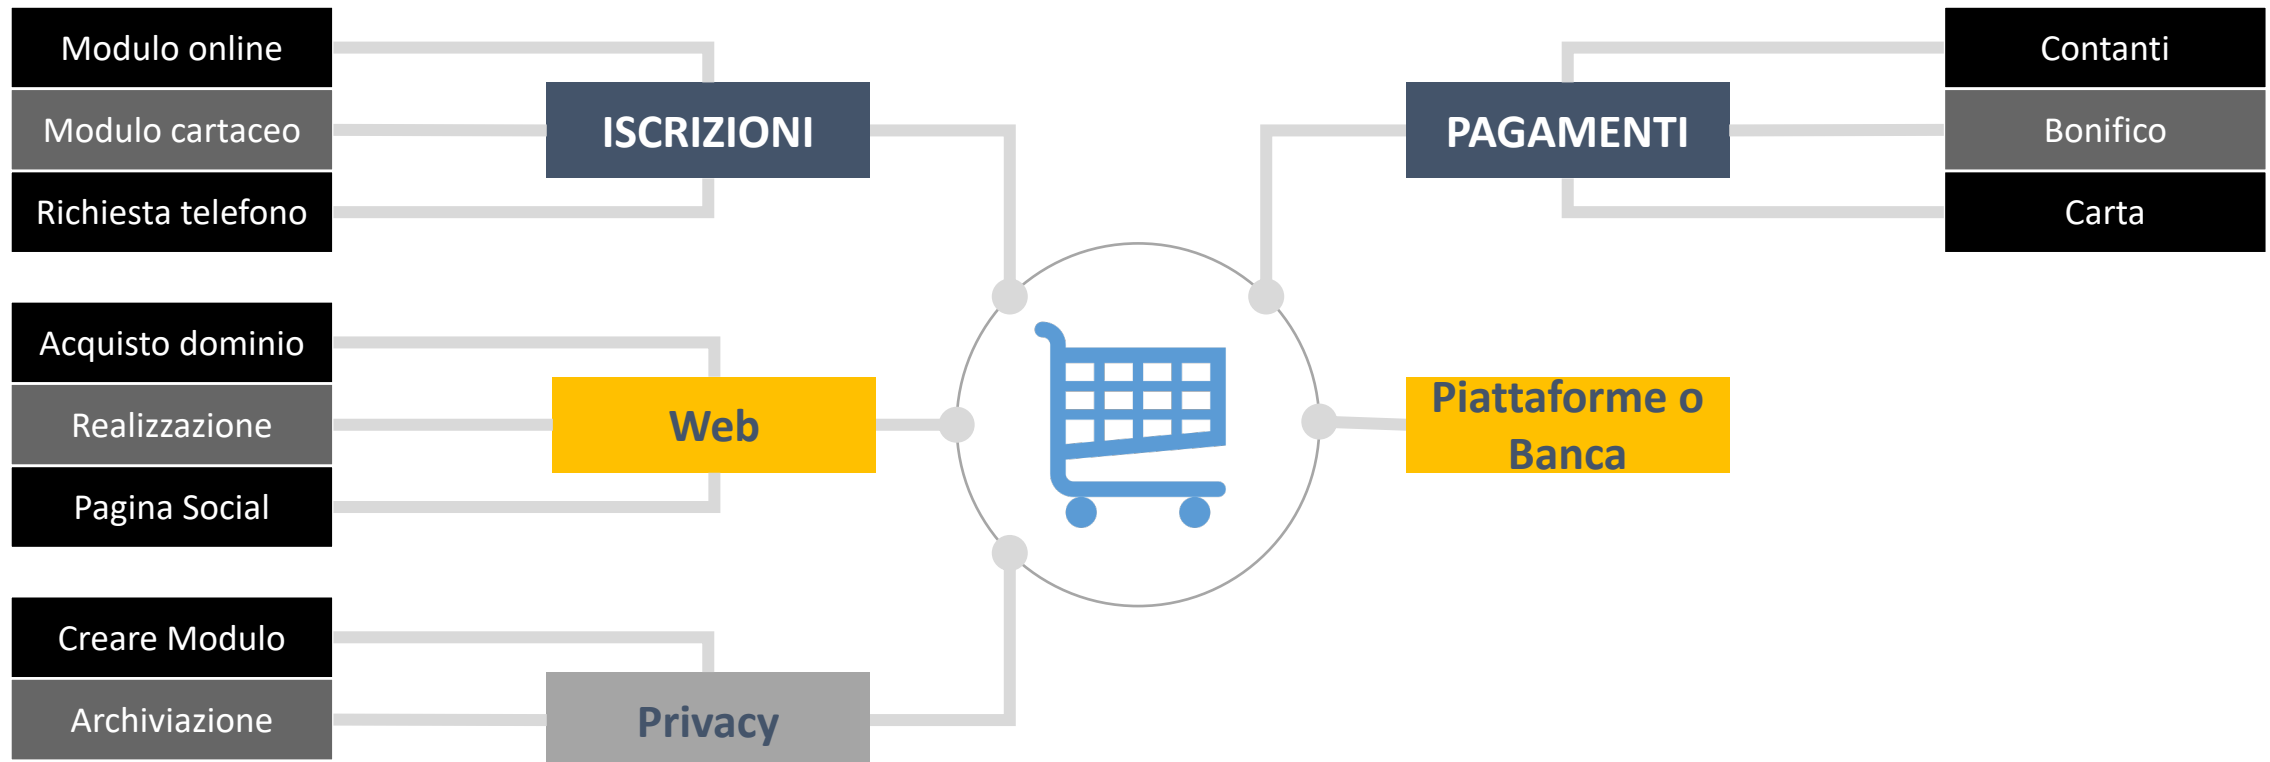 Modulo online
Modulo cartaceo
Richiesta telefono
ISCRIZIONI
PAGAMENTI
Contanti
Bonifico
Carta
Acquisto dominio
Realizzazione
Pagina Social
Web
Piattaforme o
Banca
Creare Modulo
Archiviazione
Privacy